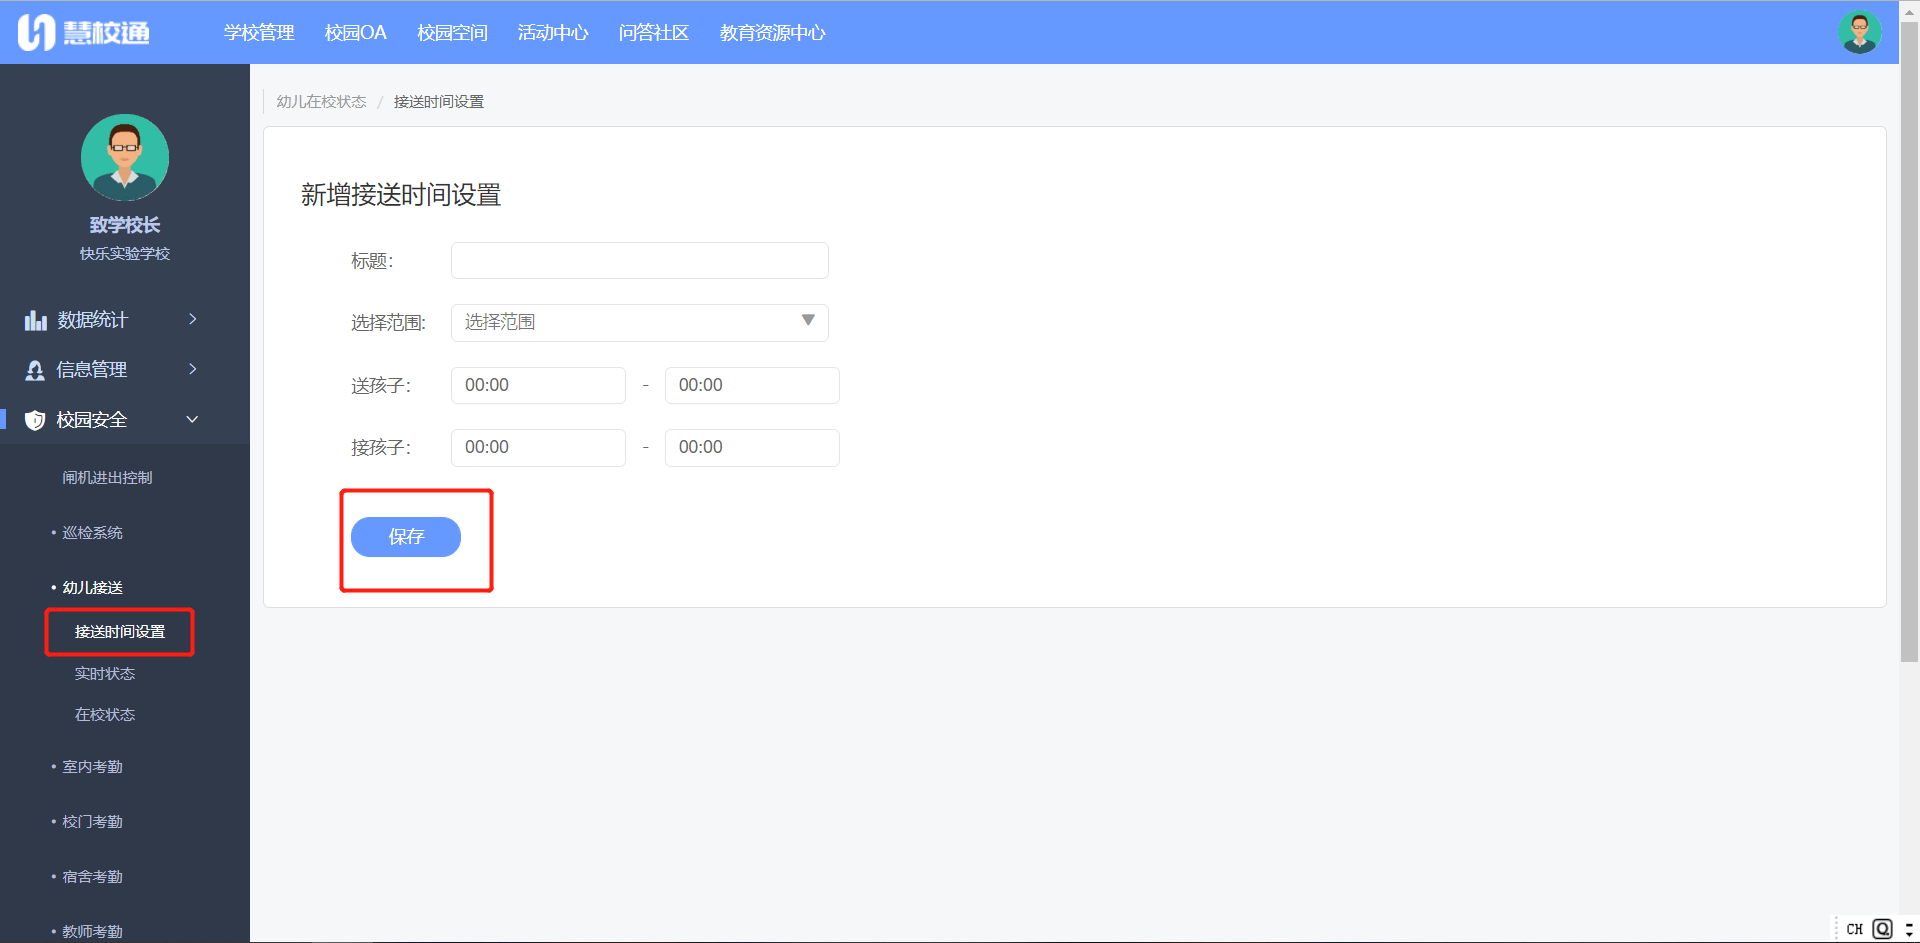 慧校通 学校管理 校园OA 校园空间 活动中心 问答社区 教育资源中心
幼儿在校状态 / 接送时间设置
致学校长
快乐实验学校
数据统计
信息管理
校园安全
闸机进出控制
• 巡检系统
• 幼儿接送
接送时间设置
实时状态
在校状态
• 室内考勤
• 校门考勤
• 宿舍考勤
• 教师考勤
新增接送时间设置
标题：
选择范围: 选择范围
送孩子： 00:00 - 00:00
接孩子： 00:00 - 00:00
保存
CH